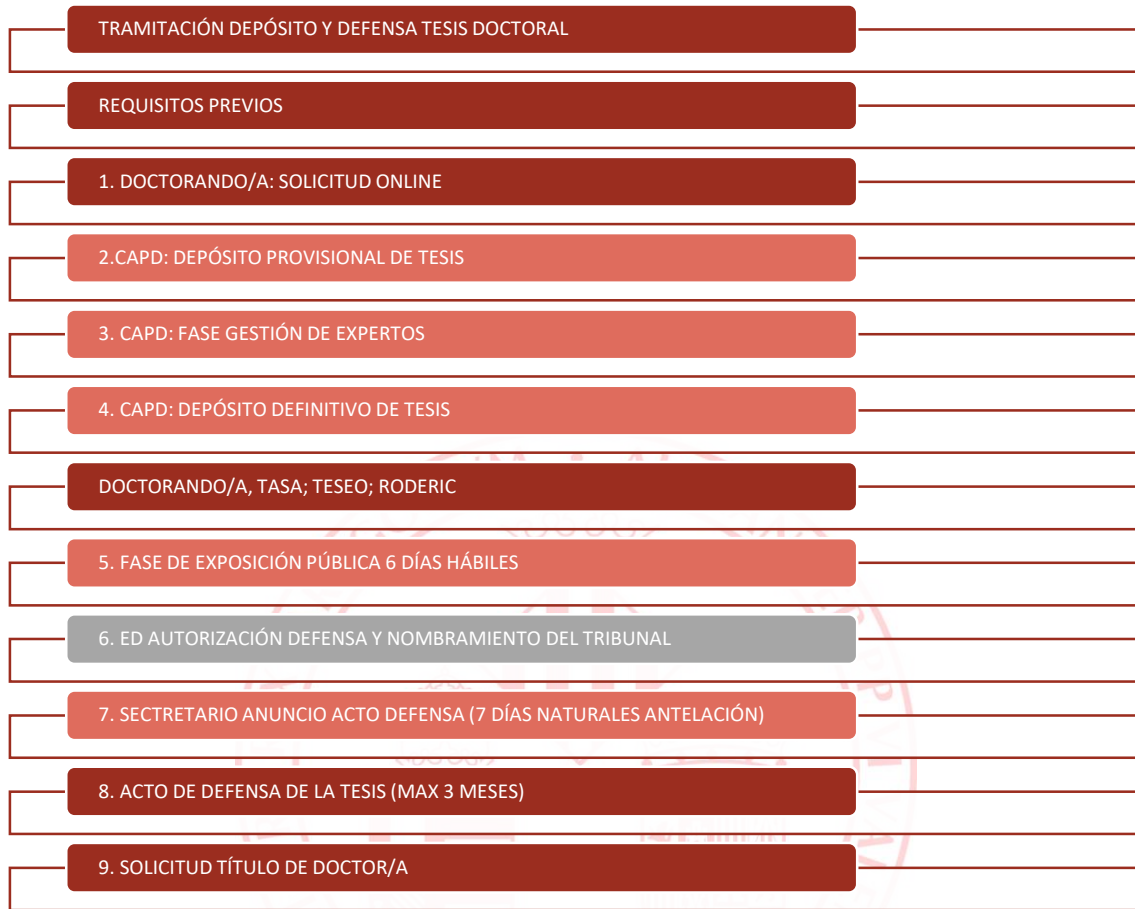 TRAMITACIÓN DEPÓSITO Y DEFENSA TESIS DOCTORAL
REQUISITOS PREVIOS
1. DOCTORANDO/A: SOLICITUD ONLINE
2.CAPD: DEPÓSITO PROVISIONAL DE TESIS
3. CAPD: FASE GESTIÓN DE EXPERTOS
4. CAPD: DEPÓSITO DEFINITIVO DE TESIS
DOCTORANDO/A, TASA; TESEO; RODERIC
5. FASE DE EXPOSICIÓN PÚBLICA 6 DÍAS HÁBILES
6. ED AUTORIZACIÓN DEFENSA Y NOMBRAMIENTO DEL TRIBUNAL
7. SECTRETARIO ANUNCIO ACTO DEFENSA (7 DÍAS NATURALES ANTELACIÓN)
8. ACTO DE DEFENSA DE LA TESIS (MAX 3 MESES)
9. SOLICITUD TÍTULO DE DOCTOR/A